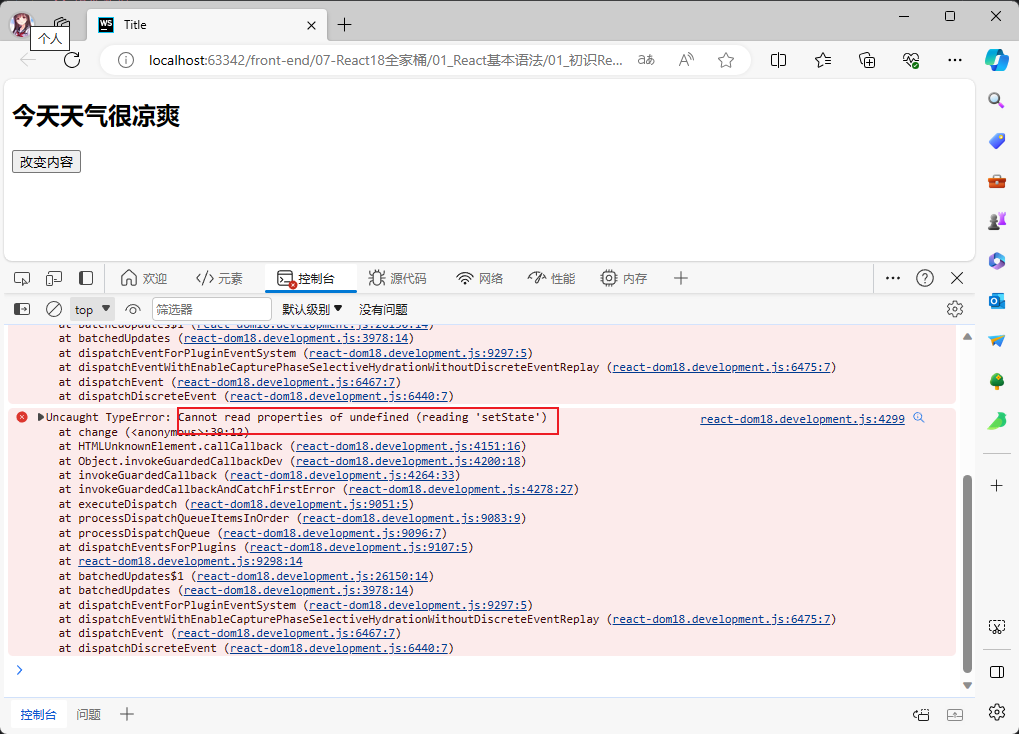 WS Title
个人
localhost:63342/front-end/07-React18全家桶/01_React基本语法/01_初识Re...
aあ
A
今天天气很凉爽
改变内容
欢迎
</> 元素
控制台
源代码
网络
性能
内存
top
筛选器
默认级别
没有问题
at batchedUpdates$1 (react-dom18.development.js:26150:14)
at batchedUpdates (react-dom18.development.js:3978:14)
at dispatchEventForPluginEventSystem (react-dom18.development.js:9297:5)
at dispatchEventWithEnableCapturePhaseSelectiveHydrationWithoutDiscreteEventReplay (react-dom18.development.js:6475:7)
at dispatchEvent (react-dom18.development.js:6467:7)
at dispatchDiscreteEvent (react-dom18.development.js:6440:7)
Uncaught TypeError: Cannot read properties of undefined (reading 'setState') react-dom18.development.js:4299
at change (<anonymous>:39:12)
at HTMLUnknownElement.callCallback (react-dom18.development.js:4151:16)
at Object.invokeGuardedCallbackDev (react-dom18.development.js:4200:18)
at invokeGuardedCallback (react-dom18.development.js:4264:33)
at invokeGuardedCallbackAndCatchFirstError (react-dom18.development.js:4278:27)
at executeDispatch (react-dom18.development.js:9051:5)
at processDispatchQueueItemsInOrder (react-dom18.development.js:9083:9)
at processDispatchQueue (react-dom18.development.js:9096:7)
at dispatchEventsForPlugins (react-dom18.development.js:9107:5)
at react-dom18.development.js:9298:14
at batchedUpdates$1 (react-dom18.development.js:26150:14)
at batchedUpdates (react-dom18.development.js:3978:14)
at dispatchEventForPluginEventSystem (react-dom18.development.js:9297:5)
at dispatchEventWithEnableCapturePhaseSelectiveHydrationWithoutDiscreteEventReplay (react-dom18.development.js:6475:7)
at dispatchEvent (react-dom18.development.js:6467:7)
at dispatchDiscreteEvent (react-dom18.development.js:6440:7)
控制台
问题